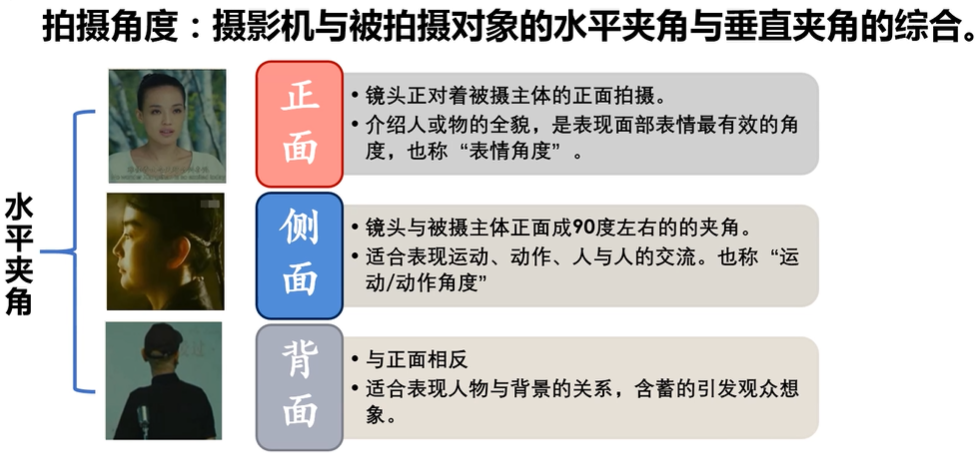 拍摄角度：摄影机与被拍摄对象的水平夹角与垂直夹角的综合。
水平夹角
正面
• 镜头正对着被摄主体的正面拍摄。
• 介绍人或物的全貌，是表现面部表情最有效的角
度，也称“表情角度”。
侧面
• 镜头与被摄主体正面成90度左右的的夹角。
• 适合表现运动、动作、人与人的交流。也称“运
动/动作角度”
背面
• 与正面相反
• 适合表现人物与背景的关系，含蓄的引发观众想
象。